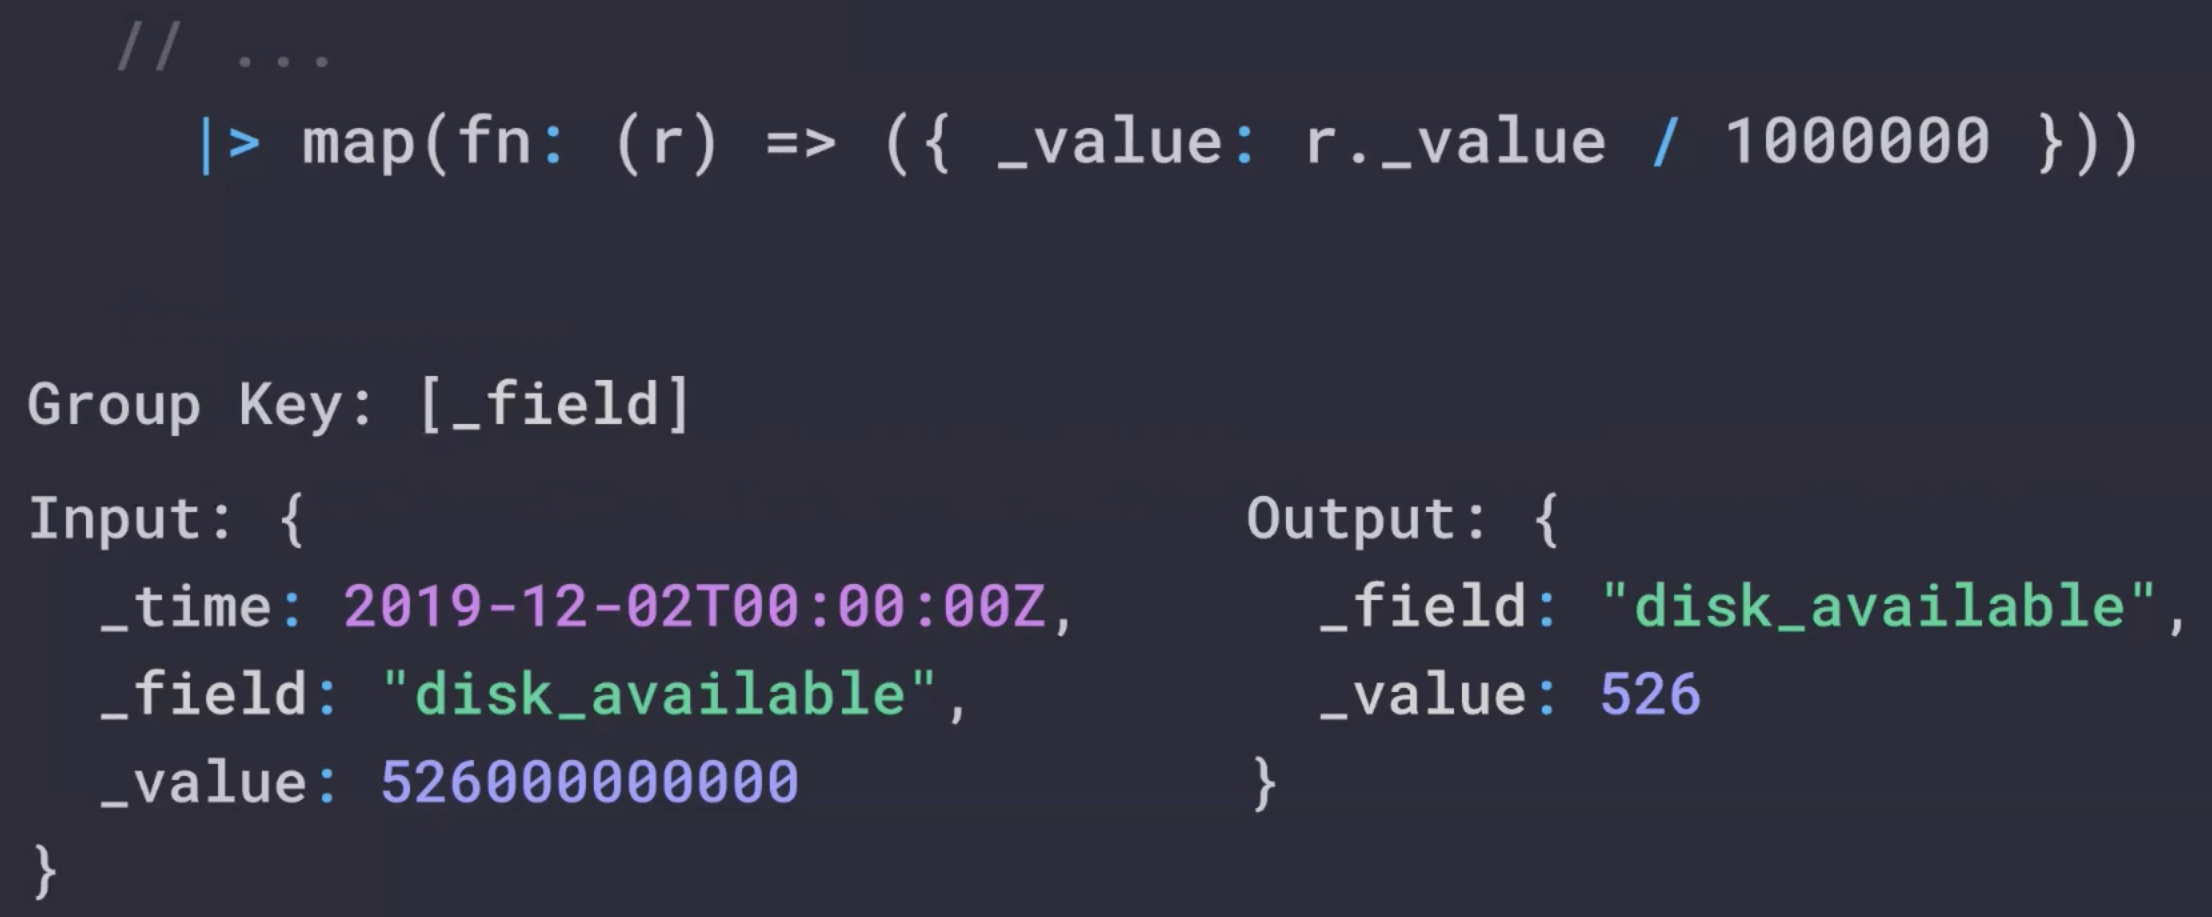 // ...
|> map(fn: (r) => ({ _value: r._value / 1000000 }))
Group Key: [_field]
Input: {
_time: 2019-12-02T00:00:00Z,
_field: "disk_available",
_value: 526000000000
}
Output: {
_field: "disk_available",
_value: 526
}